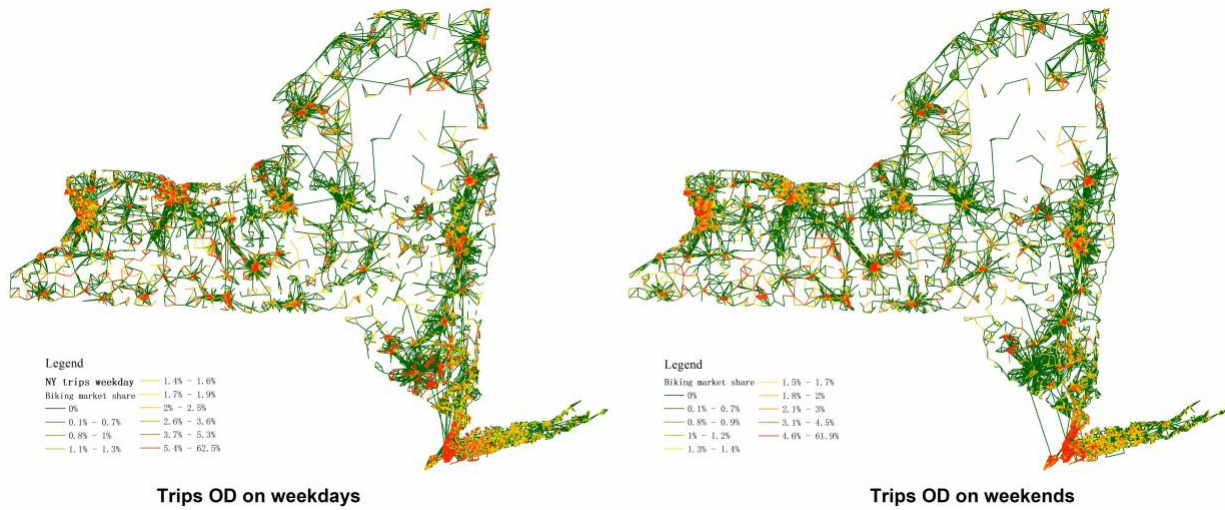 Legend
NY trips weekday
Biking market share
0%
0.1% - 0.7%
0.8% - 1%
1.1% - 1.3%
1.4% - 1.6%
1.7% - 1.9%
2% - 2.5%
2.6% - 3.6%
3.7% - 5.3%
5.4% - 62.5%
Trips OD on weekdays
Legend
Biking market share
0%
0.1% - 0.7%
0.8% - 0.9%
1% - 1.2%
1.3% - 1.4%
1.5% - 1.7%
1.8% - 2%
2.1% - 3%
3.1% - 4.5%
4.6% - 61.9%
Trips OD on weekends